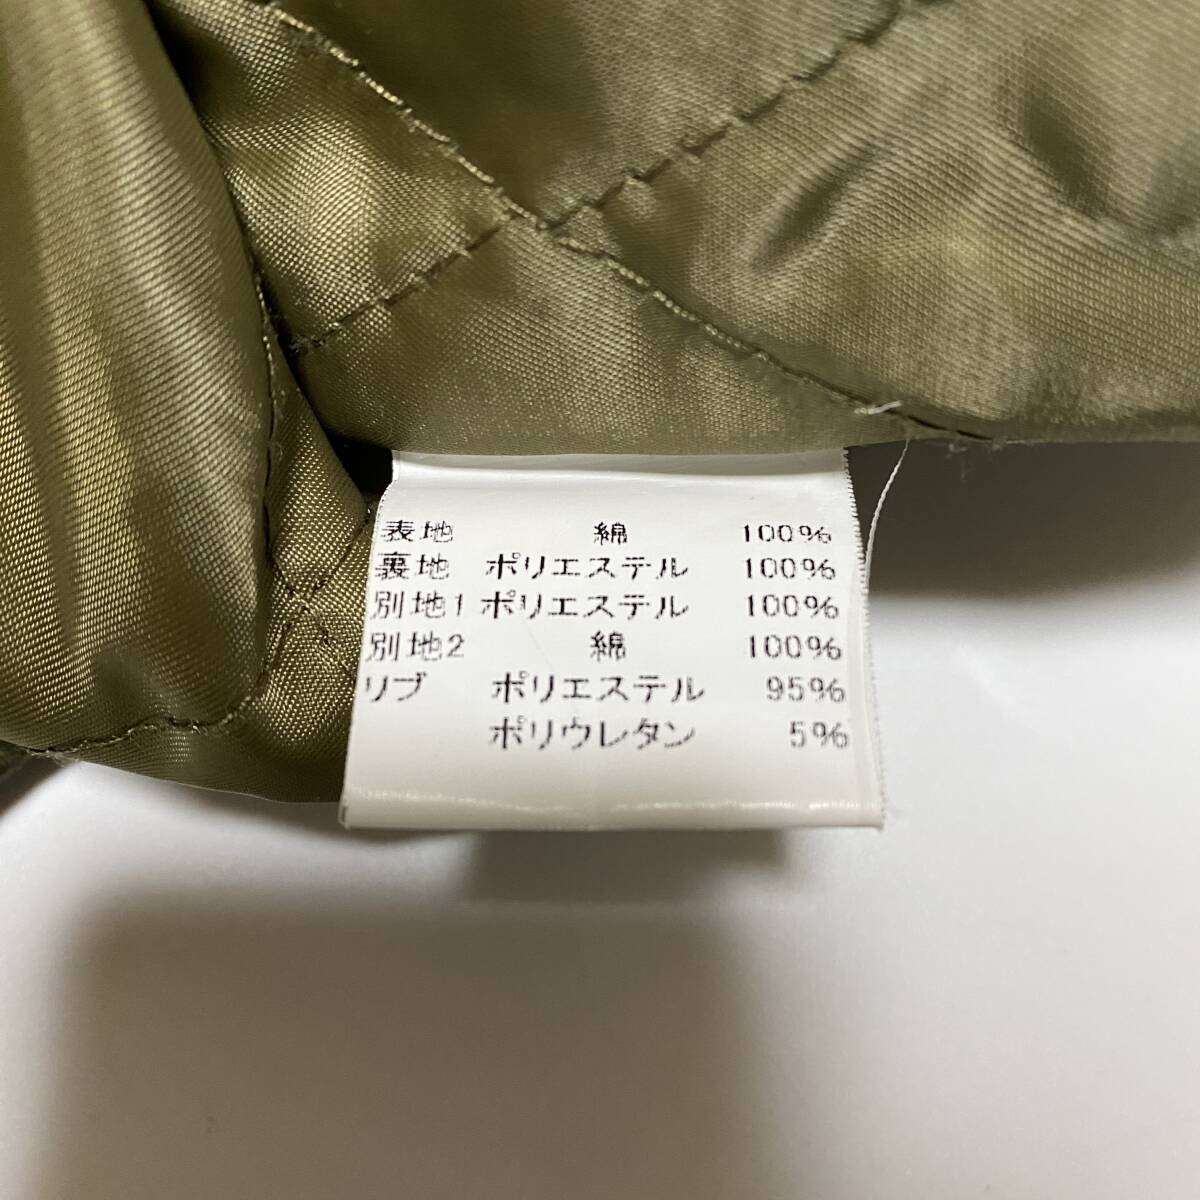 表地 綿 100%
裏地 ポリエステル 100%
別地1 ポリエステル 100%
別地2 綿 100%
リブ ポリエステル 95%
ポリウレタン 5%